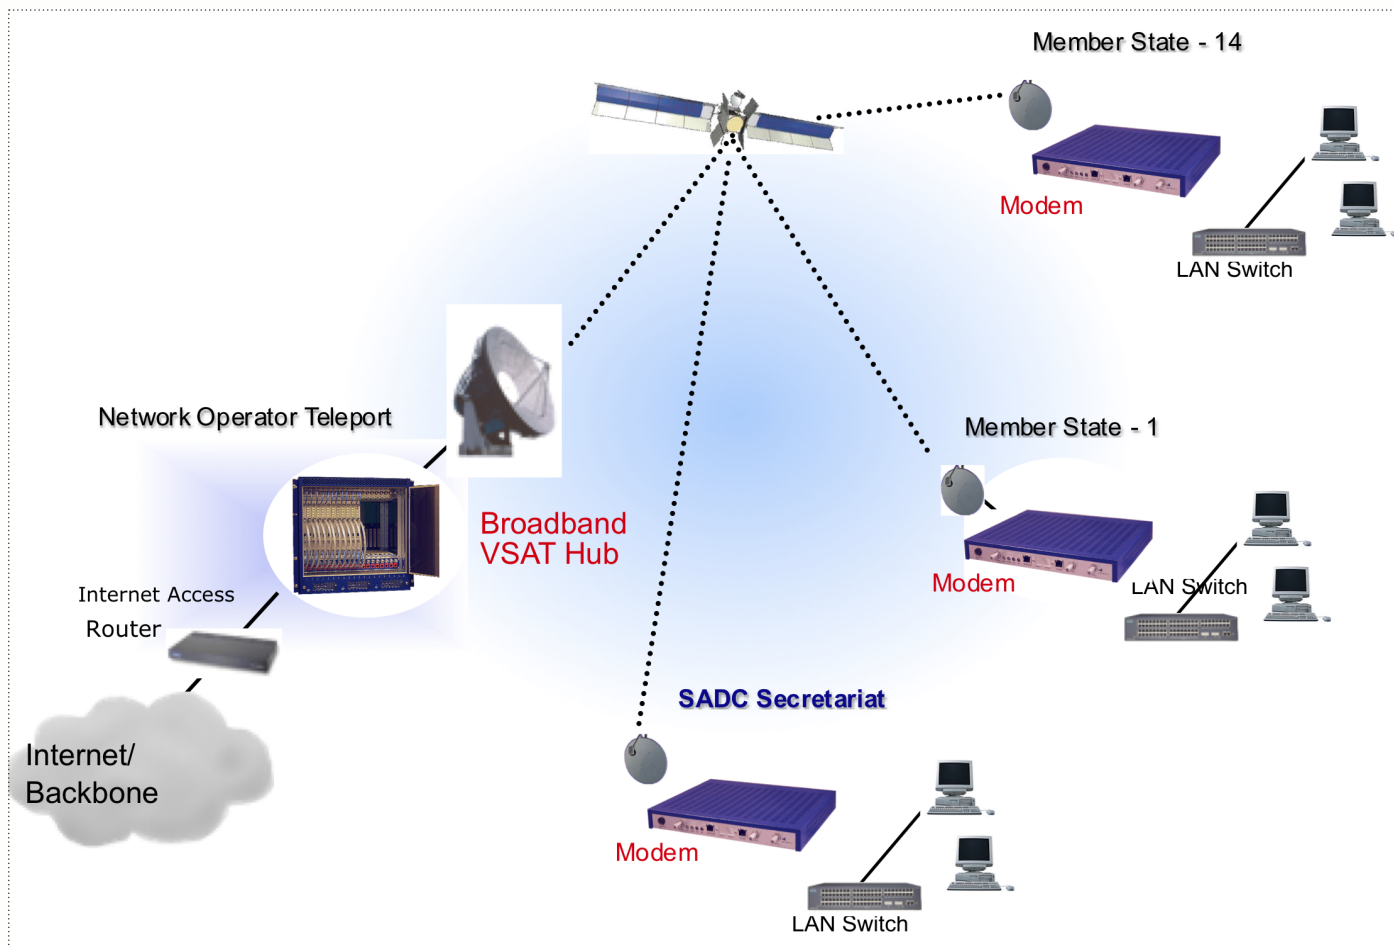 Member State - 14
Modem
LAN Switch
Network Operator Teleport
Member State - 1
Broadband
VSAT Hub
Modem
LAN Switch
Internet Access
Router
SADC Secretariat
Internet/
Backbone
Modem
LAN Switch